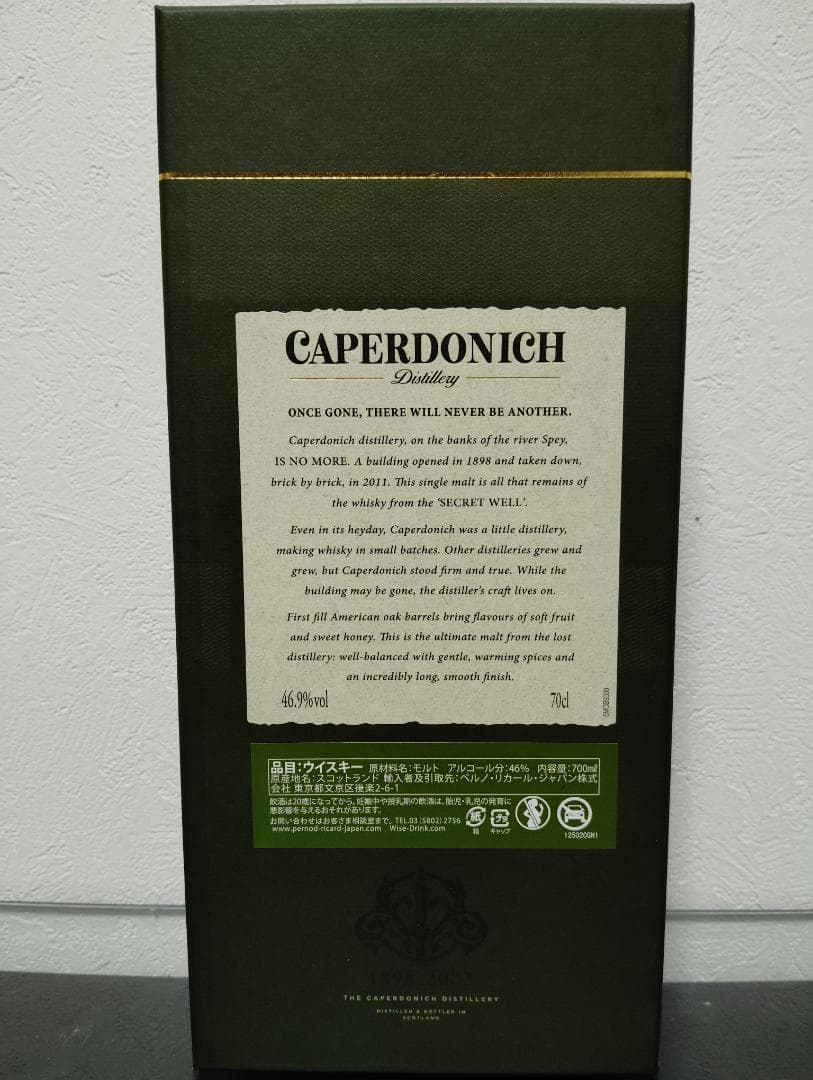 CAPERDONICH
Distillery
ONCE GONE, THERE WILL NEVER BE ANOTHER.
Caperdonich distillery, on the banks of the river Spey,
IS NO MORE. A building opened in 1898 and taken down,
brick by brick, in 2011. This single malt is all that remains of
the whisky from the ‘SECRET WELL’.
Even in its heyday, Caperdonich was a little distillery,
making whisky in small batches. Other distilleries grew and
grew, but Caperdonich stood firm and true. While the
building may be gone, the distiller's craft lives on.
First fill American oak barrels bring flavours of soft fruit
and sweet honey. This is the ultimate malt from the lost
distillery: well-balanced with gentle, warming spices and
an incredibly long, smooth finish.
46.9%vol 70cl
品目:ウイスキー 原材料名:モルト アルコール分:46% 内容量:700㎖
原産地名:スコットランド 輸入者及引取先:ペルノ・リカール・ジャパン株式
会社 東京都文京区後楽2-6-1
飲酒は20歳になってから。妊娠中や授乳期の飲酒は、胎児・乳児の発育に
悪影響を与えるおそれがあります。
お問い合わせはお客さま相談室まで、TEL.03(5802)2756
www.pernod-ricard-japan.com Wise-Drink.com
紙
箱
プラ
キャップ
125020GN1
THE CAPERDONICH DISTILLERY
DISTILLED & BOTTLED IN
SCOTLAND